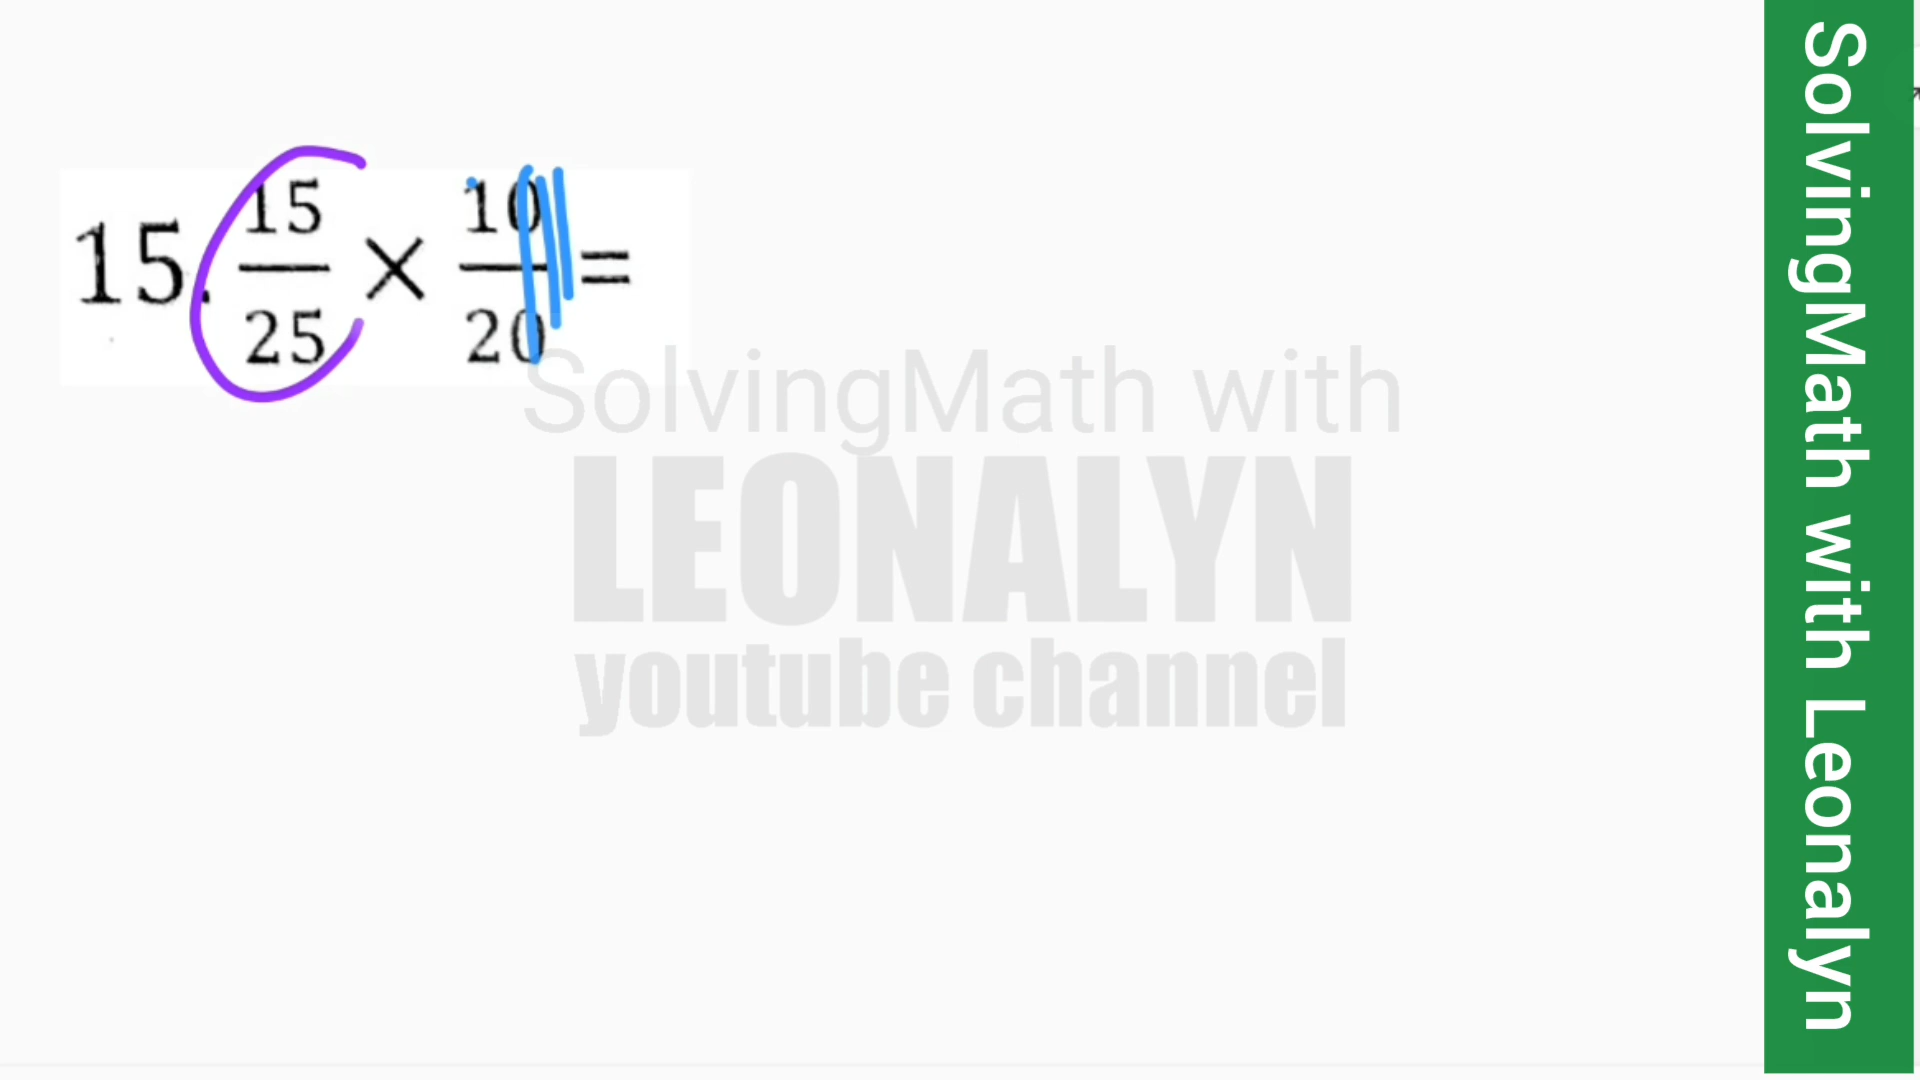 15. 15/25 × 10/20 =
SolvingMath with
LEONALYN
youtube channel
SolvingMath with Leonalyn